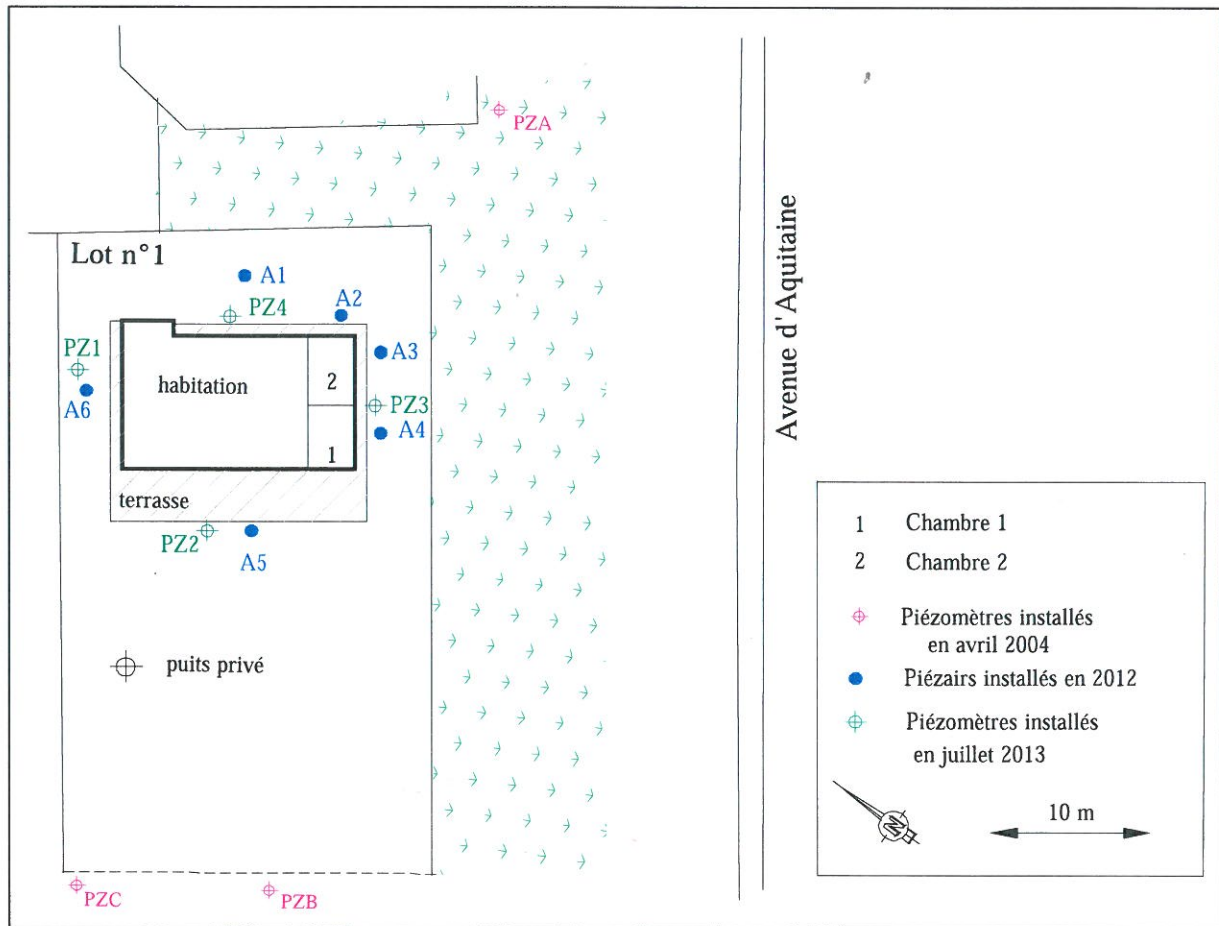 PZA
Avenue d'Aquitaine
Lot n°1
A1
PZ4
A2
PZ1
A3
habitation
2
A6
PZ3
A4
1
terrasse
PZ2
A5
puits privé
PZC
PZB
1 Chambre 1
2 Chambre 2
Piézomètres installés
en avril 2004
Piézairs installés en 2012
Piézomètres installés
en juillet 2013
N
10 m